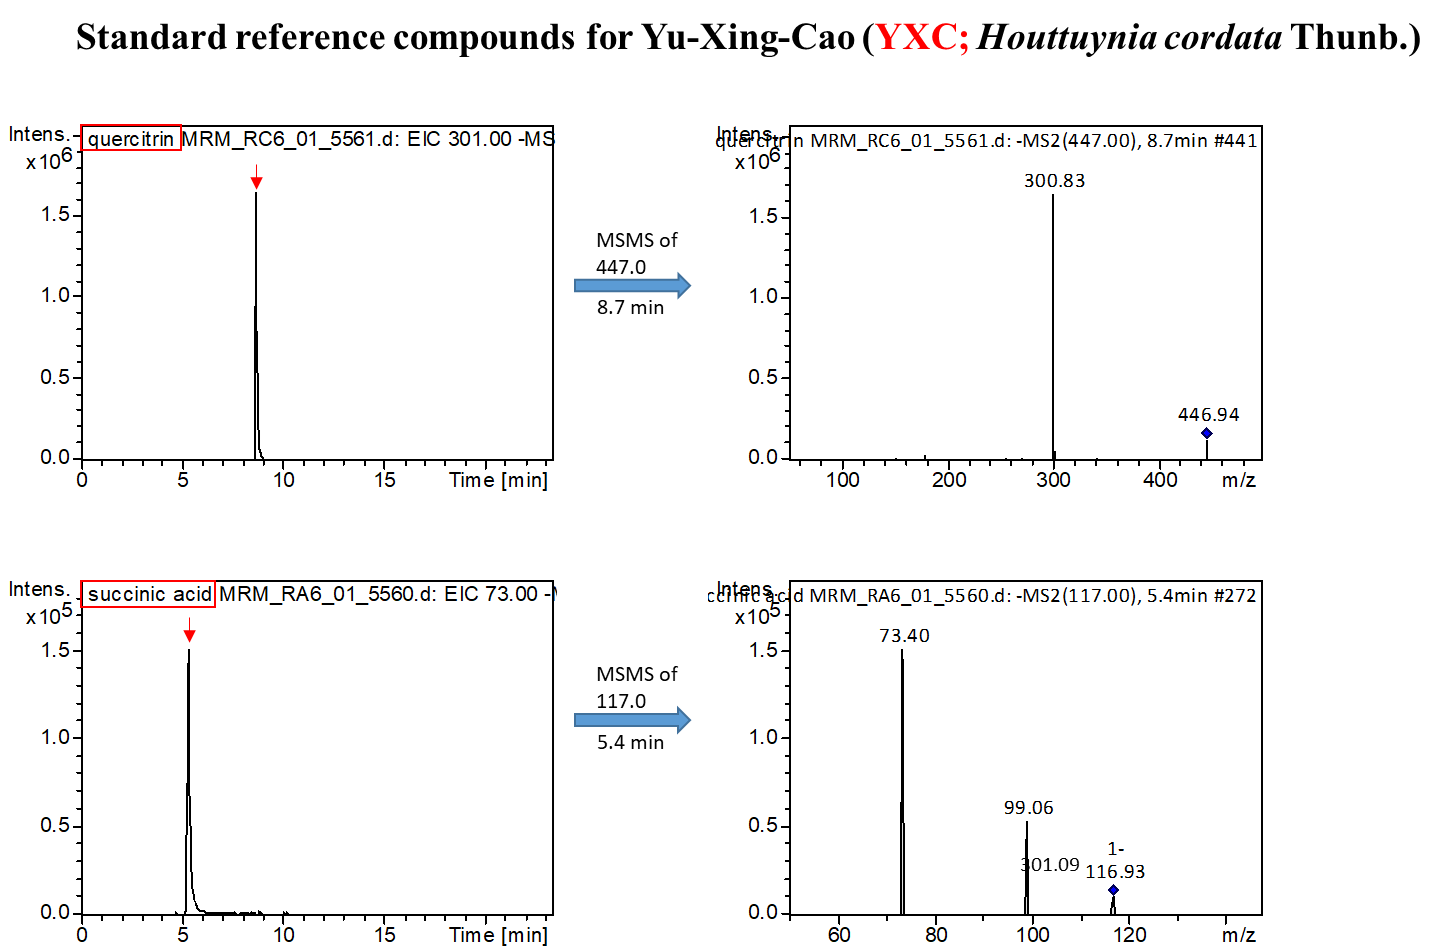 Standard reference compounds for Yu-Xing-Cao (YXC; Houttuynia cordata Thunb.)
Intens.
x10^6
quercitrin MRM_RC6_01_5561.d: EIC 301.00 -MS
1.5
1.0
0.5
0.0
0 5 10 15 Time [min]
MSMS of
447.0
8.7 min
Intens.
x10^6
quercitrin MRM_RC6_01_5561.d: -MS2(447.00), 8.7min #441
300.83
446.94
1.5
1.0
0.5
0.0
100 200 300 400 m/z
Intens.
x10^5
succinic acid MRM_RA6_01_5560.d: EIC 73.00 -
1.5
1.0
0.5
0.0
0 5 10 15 Time [min]
MSMS of
117.0
5.4 min
Intens.
x10^5
ccinic acid MRM_RA6_01_5560.d: -MS2(117.00), 5.4min #272
73.40
99.06
301.09
1-
116.93
1.5
1.0
0.5
0.0
60 80 100 120 m/z